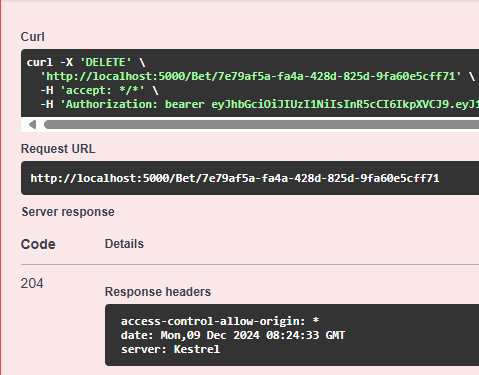 Curl
curl -X 'DELETE' \
'http://localhost:5000/Bet/7e79af5a-fa4a-428d-825d-9fa60e5cff71' \
-H 'accept: */*' \
-H 'Authorization: bearer eyJhbGciOiJIUzI1NiIsInR5cCI6IkpXVCJ9.eyJ1
Request URL
http://localhost:5000/Bet/7e79af5a-fa4a-428d-825d-9fa60e5cff71
Server response
Code Details
204
Response headers
access-control-allow-origin: *
date: Mon,09 Dec 2024 08:24:33 GMT
server: Kestrel